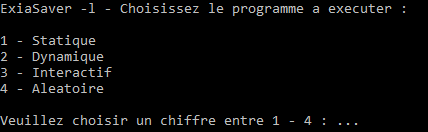 ExiaSaver -l - Choisissez le programme a executer :
1 - Statique
2 - Dynamique
3 - Interactif
4 - Aleatoire
Veuillez choisir un chiffre entre 1 - 4 : ...